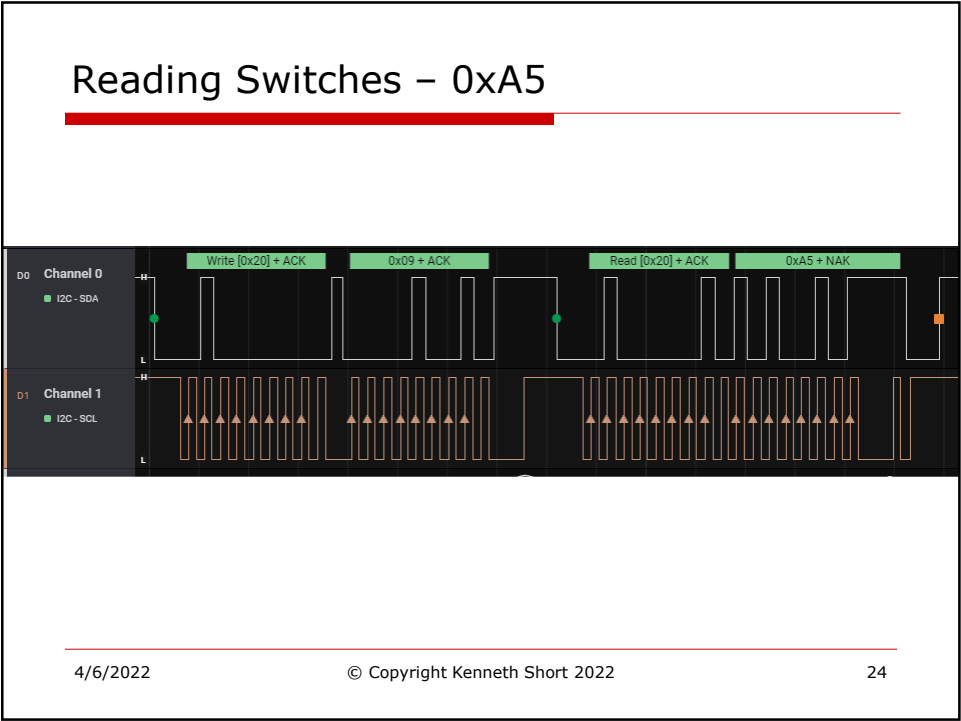 Reading Switches – 0xA5
Write [0x20] + ACK
0x09 + ACK
Read [0x20] + ACK
0xA5 + NAK
D0 Channel 0
I2C - SDA
H
L
D1 Channel 1
I2C - SCL
H
L
4/6/2022
© Copyright Kenneth Short 2022
24